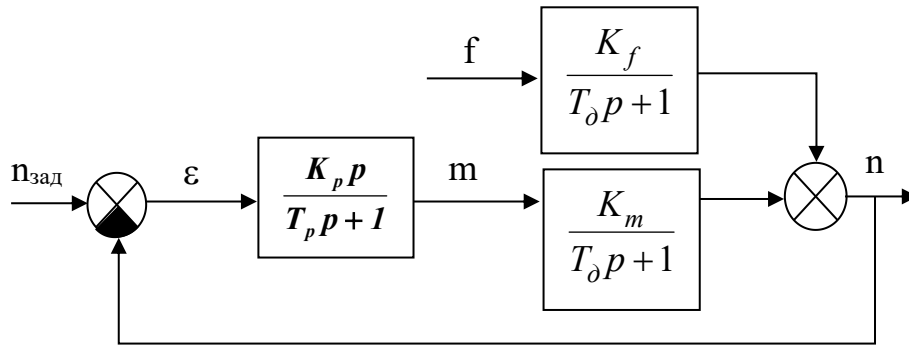 f
K_f
T_∂ p + 1
n_зад
ε
K_p p
T_p p + 1
m
K_m
T_∂ p + 1
n